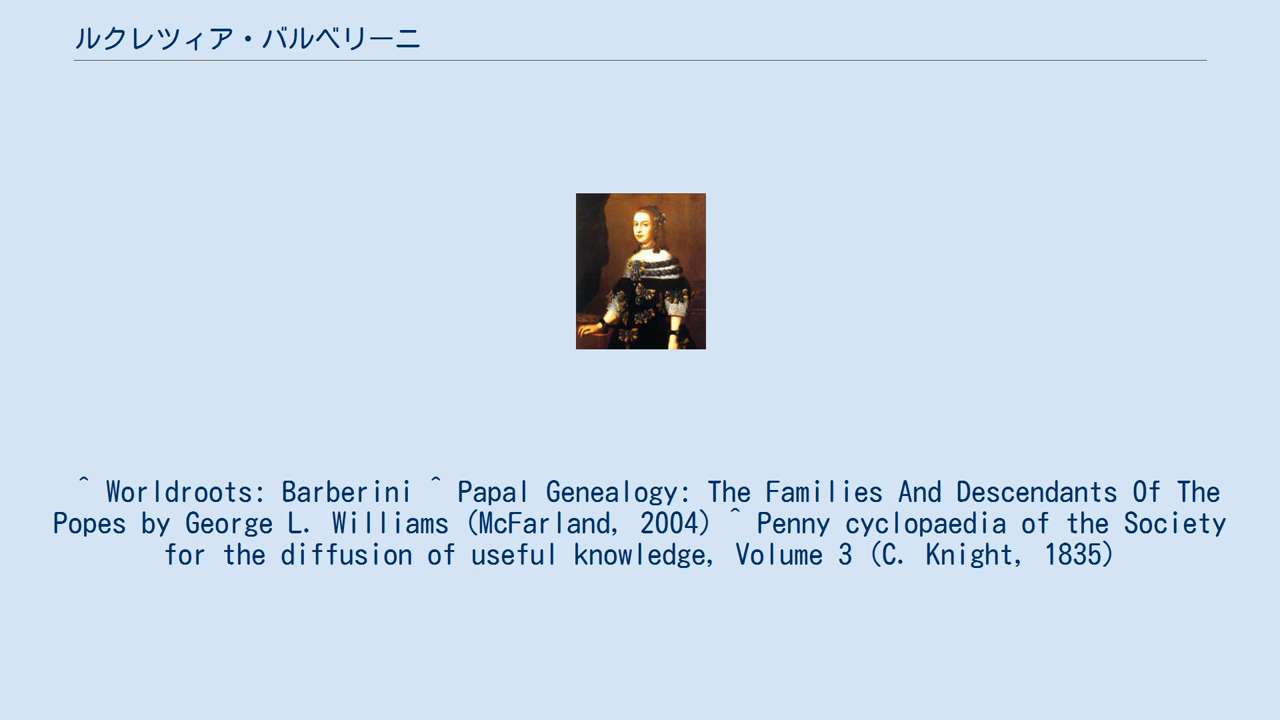 ルクレツィア・バルベリーニ
^ Worldroots: Barberini ^ Papal Genealogy: The Families And Descendants Of The
Popes by George L. Williams (McFarland, 2004) ^ Penny cyclopaedia of the Society
for the diffusion of useful knowledge, Volume 3 (C. Knight, 1835)